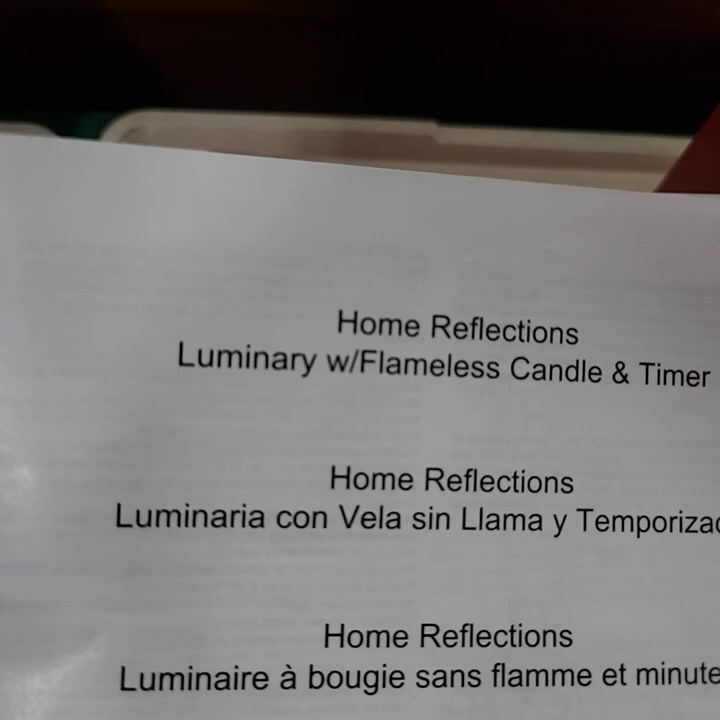 Home Reflections
Luminary w/Flameless Candle & Timer
Home Reflections
Luminaria con Vela sin Llama y
Home Reflections
Luminaire à bougie sans flamme et